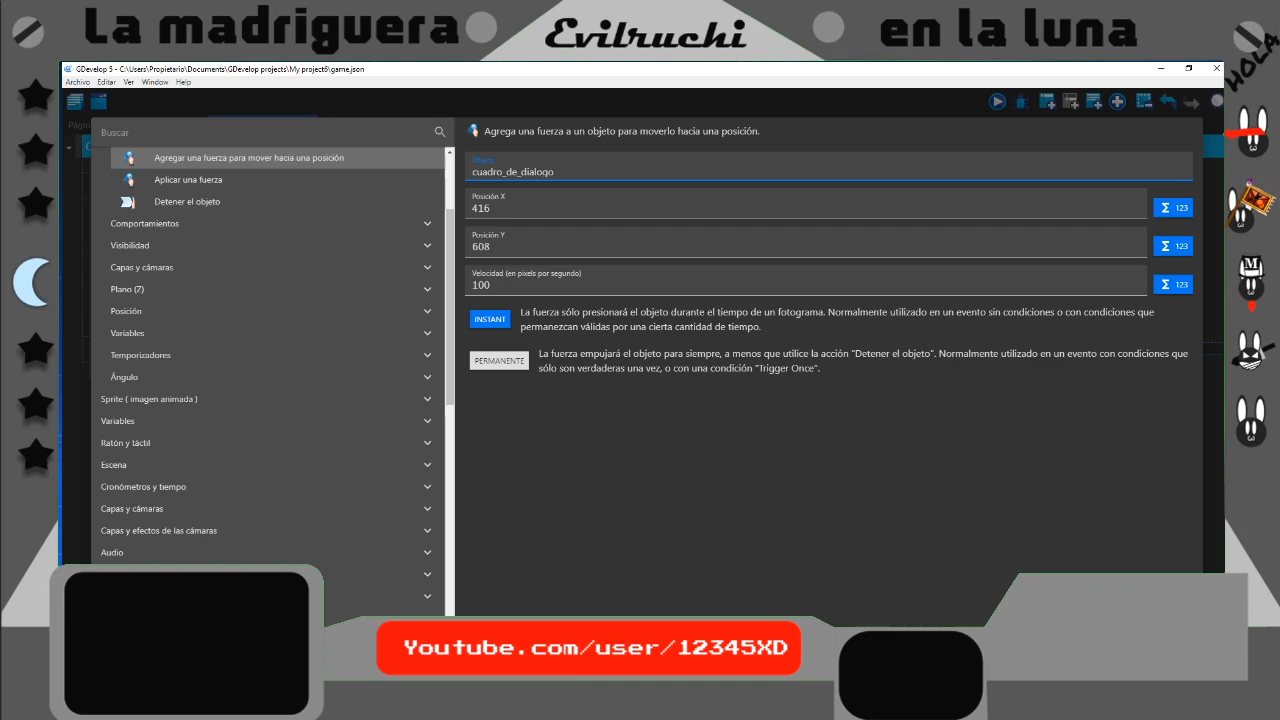 La madriguera
Evilruchi
en la luna
HOLA
GDevelop 5 - C:\Users\Propietario\Documents\GDevelop projects\My project6\game.json
Archivo Editar Ver Window Help
Buscar
Agregar una fuerza para mover hacia una posición
Aplicar una fuerza
Detener el objeto
Comportamientos
Visibilidad
Capas y cámaras
Plano (Z)
Posición
Variables
Temporizadores
Ángulo
Sprite ( imagen animada )
Variables
Ratón y táctil
Escena
Cronómetros y tiempo
Capas y cámaras
Capas y efectos de las cámaras
Audio
Agrega una fuerza a un objeto para moverlo hacia una posición.
Objeto
cuadro_de_dialogo
Posición X
416
Σ 123
Posición Y
608
Σ 123
Velocidad (en pixels por segundo)
100
Σ 123
INSTANT
La fuerza sólo presionará el objeto durante el tiempo de un fotograma. Normalmente utilizado en un evento sin condiciones o con condiciones que
permanezcan válidas por una cierta cantidad de tiempo.
PERMANENTE
La fuerza empujará el objeto para siempre, a menos que utilice la acción "Detener el objeto". Normalmente utilizado en un evento con condiciones que
sólo son verdaderas una vez, o con una condición "Trigger Once".
M
Youtube.com/user/12345XD